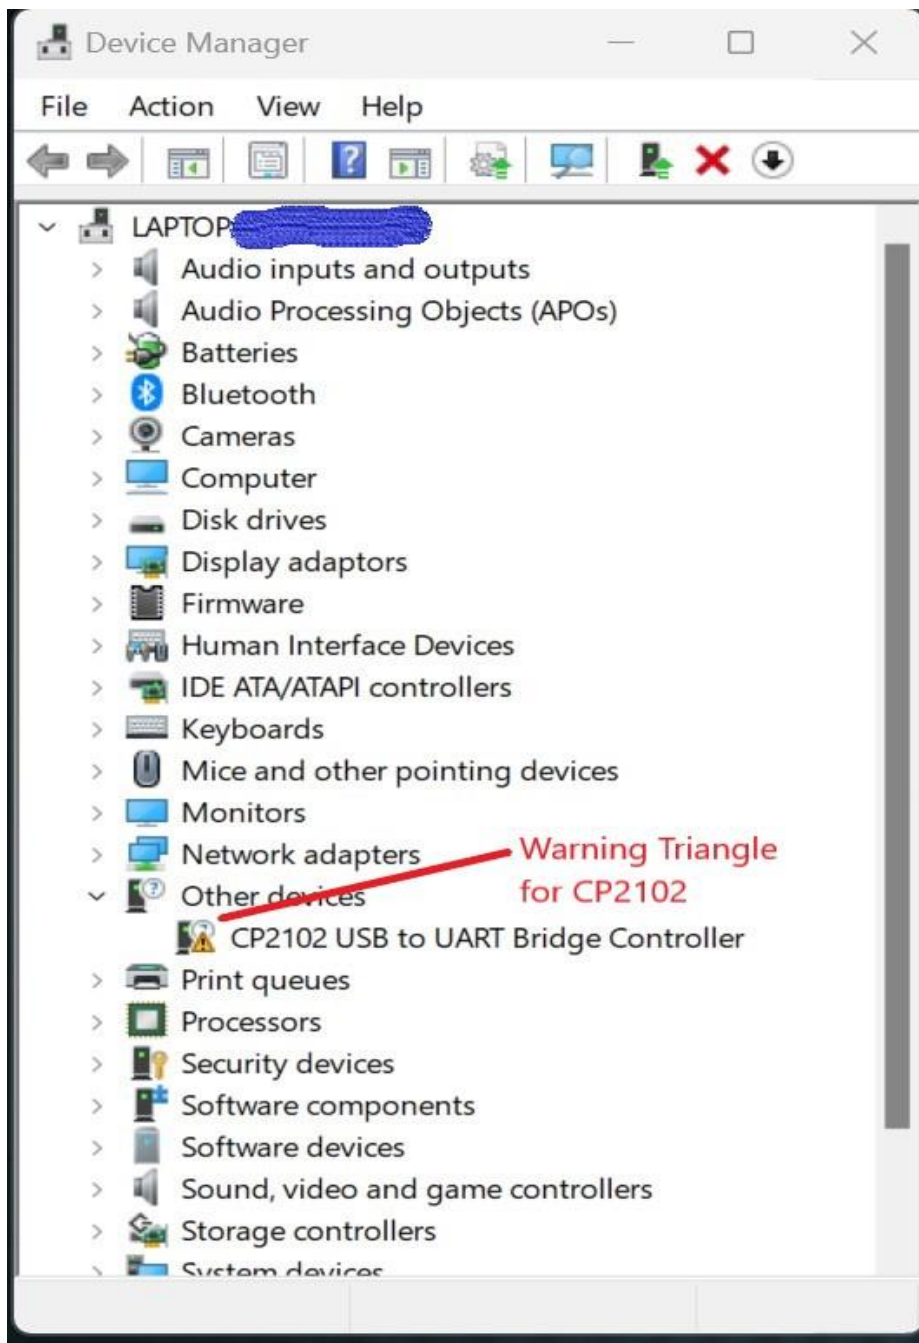 Device Manager
File Action View Help
LAPTOP
Audio inputs and outputs
Audio Processing Objects (APOs)
Batteries
Bluetooth
Cameras
Computer
Disk drives
Display adaptors
Firmware
Human Interface Devices
IDE ATA/ATAPI controllers
Keyboards
Mice and other pointing devices
Monitors
Network adapters
Warning Triangle
for CP2102
Other devices
CP2102 USB to UART Bridge Controller
Print queues
Processors
Security devices
Software components
Software devices
Sound, video and game controllers
Storage controllers
System devices